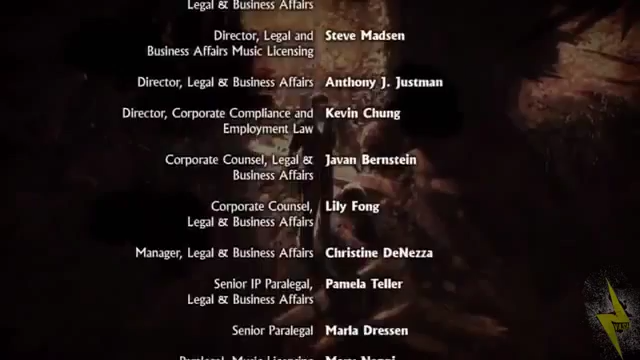 Legal & Business Affairs
Director, Legal and Steve Madsen
Business Affairs Music Licensing
Director, Legal & Business Affairs Anthony J. Justman
Director, Corporate Compliance and Kevin Chung
Employment Law
Corporate Counsel, Legal & Javan Bernstein
Business Affairs
Corporate Counsel, Lily Fong
Legal & Business Affairs
Manager, Legal & Business Affairs Christine DeNezza
Senior IP Paralegal, Pamela Teller
Legal & Business Affairs
Senior Paralegal Marla Dressen
Paralegal, Music Licensing